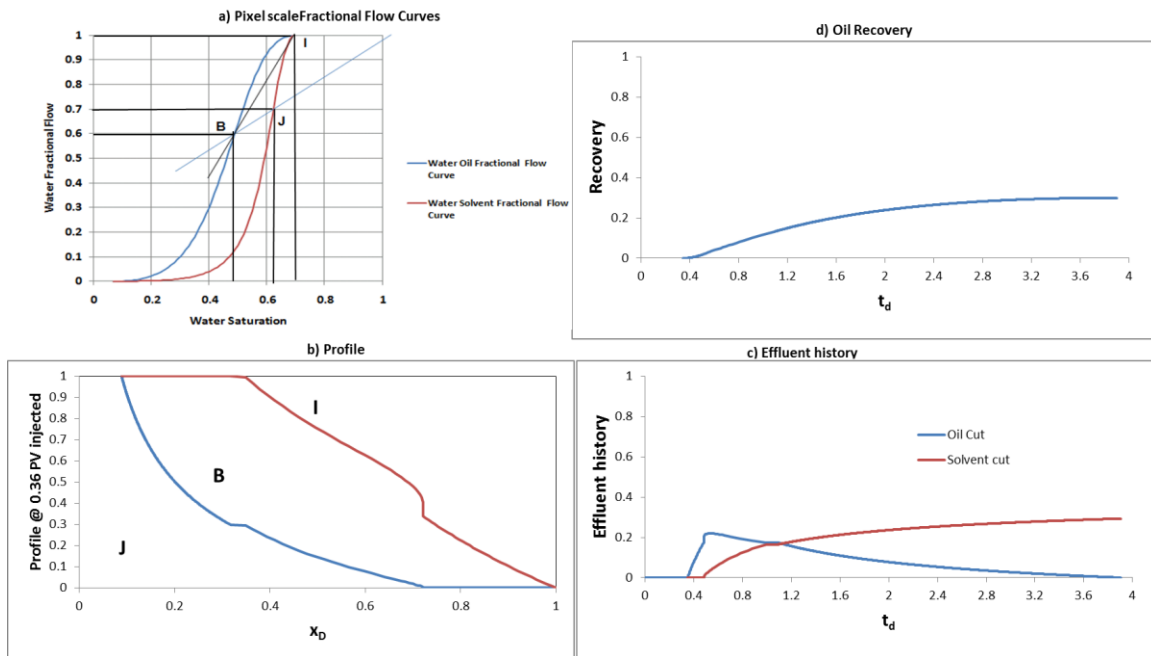 a) Pixel scaleFractional Flow Curves
1
0.9
0.8
0.7
0.6
0.5
0.4
0.3
0.2
0.1
0
Water Fractional Flow
I
B
J
0 0.2 0.4 0.6 0.8 1
Water Saturation
Water Oil Fractional Flow
Curve
Water Solvent Fractional Flow
Curve
d) Oil Recovery
1
0.8
0.6
0.4
0.2
0
Recovery
0 0.4 0.8 1.2 1.6 2 2.4 2.8 3.2 3.6 4
td
b) Profile
1
0.9
0.8
0.7
0.6
0.5
0.4
0.3
0.2
0.1
0
Profile @ 0.36 PV injected
I
B
J
0 0.2 0.4 0.6 0.8 1
xD
c) Effluent history
1
0.8
0.6
0.4
0.2
0
Effluent history
Oil Cut
Solvent cut
0 0.4 0.8 1.2 1.6 2 2.4 2.8 3.2 3.6 4
td